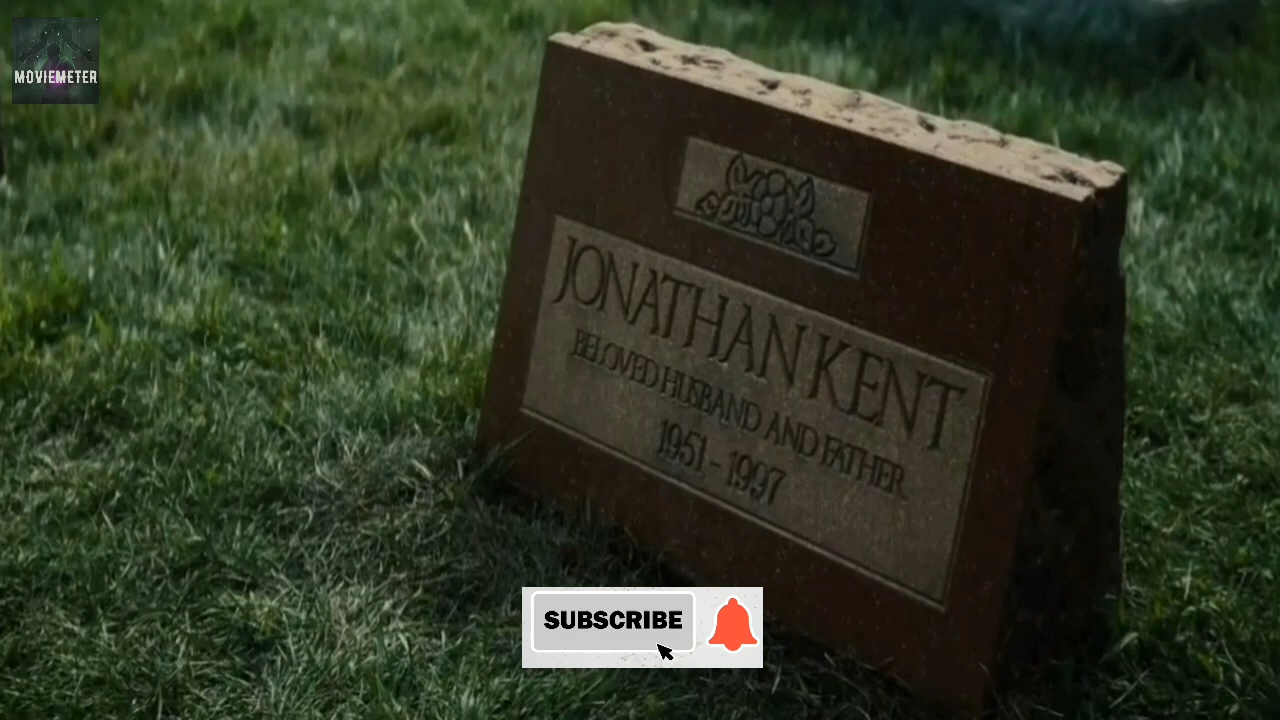 MOVIEMETER
JONATHAN KENT
BELOVED HUSBAND AND FATHER
1951 - 1997
SUBSCRIBE